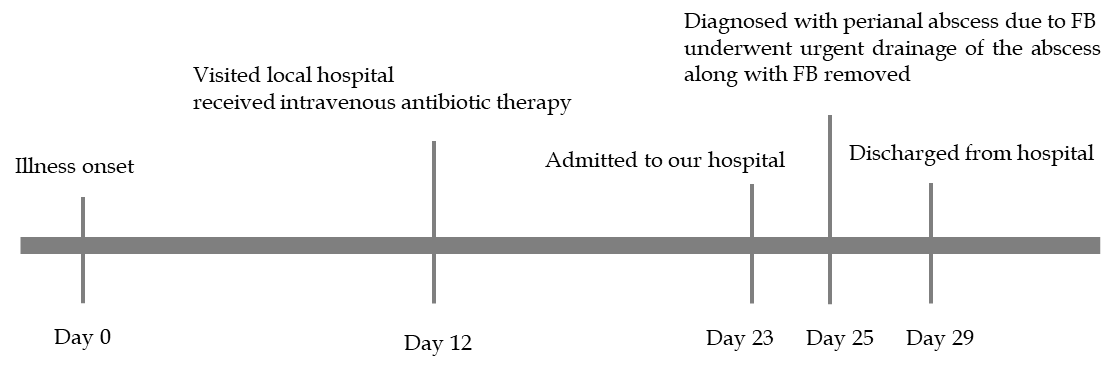 Diagnosed with perianal abscess due to FB
underwent urgent drainage of the abscess
along with FB removed
Visited local hospital
received intravenous antibiotic therapy
Illness onset
Admitted to our hospital
Discharged from hospital
Day 0
Day 12
Day 23
Day 25
Day 29